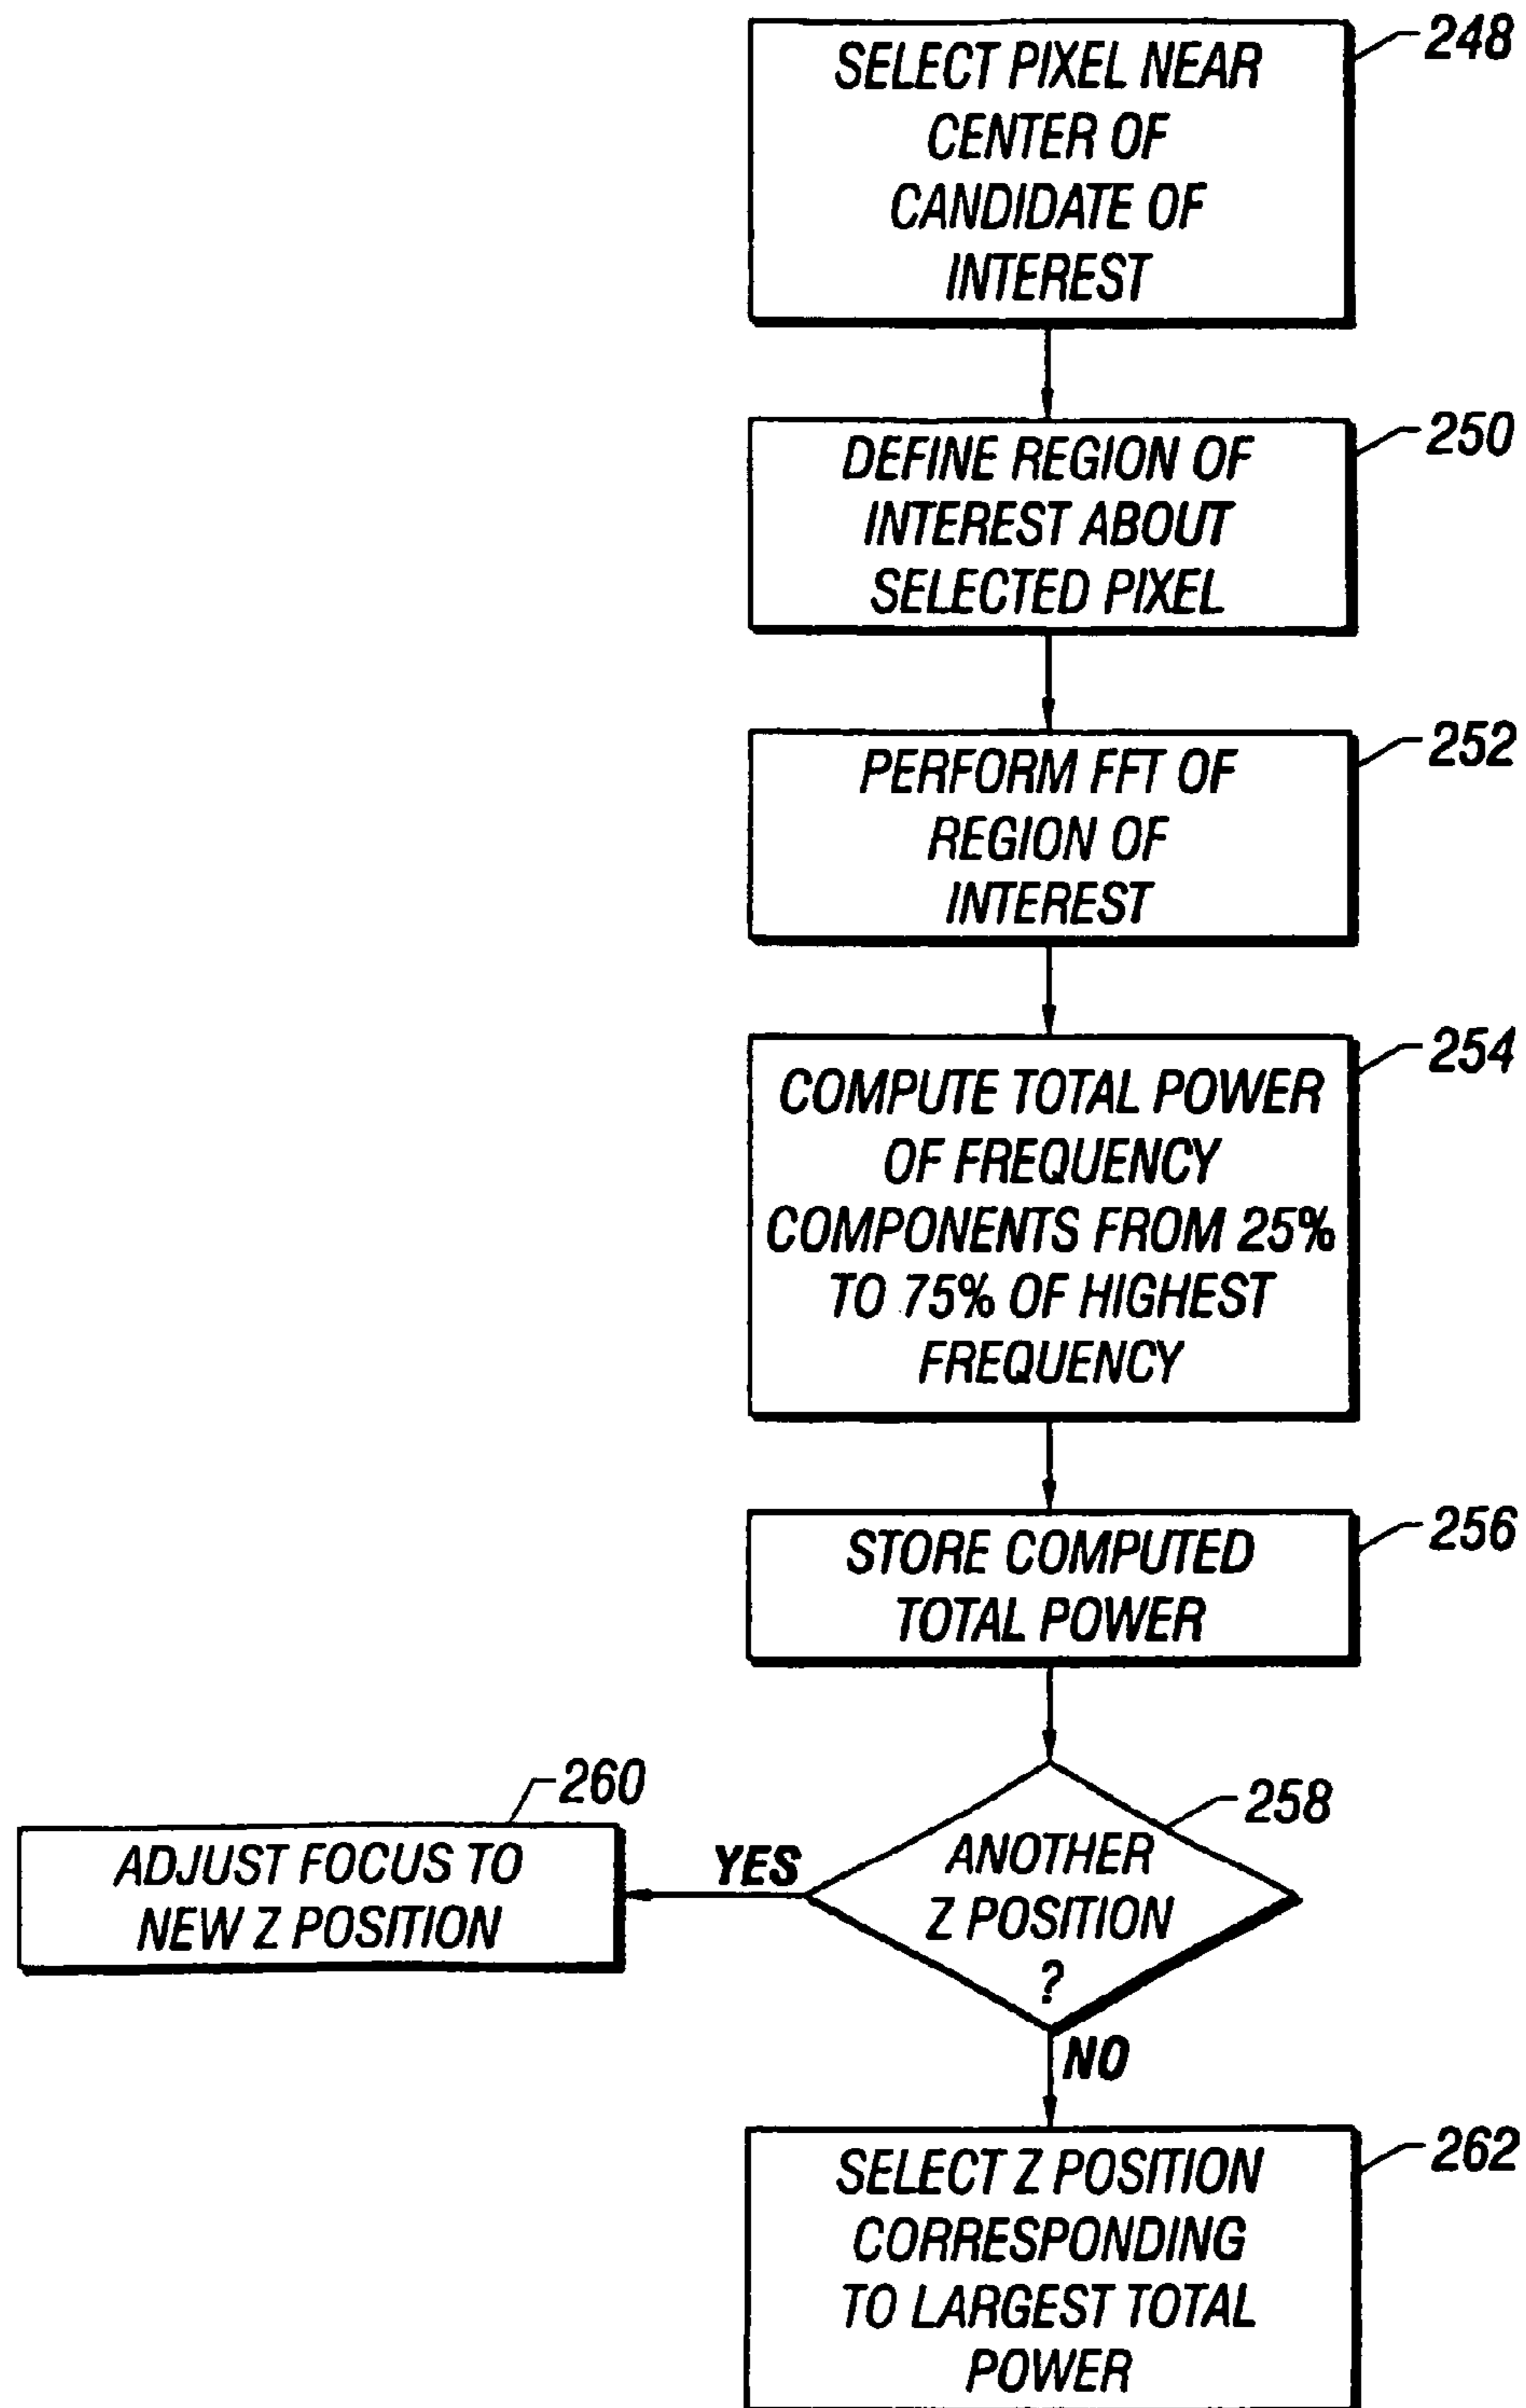 SELECT PIXEL NEAR
CENTER OF
CANDIDATE OF
INTEREST
248
DEFINE REGION OF
INTEREST ABOUT
SELECTED PIXEL
250
PERFORM FFT OF
REGION OF
INTEREST
252
COMPUTE TOTAL POWER
OF FREQUENCY
COMPONENTS FROM 25%
TO 75% OF HIGHEST
FREQUENCY
254
STORE COMPUTED
TOTAL POWER
256
ANOTHER
Z POSITION
?
258
YES
ADJUST FOCUS TO
NEW Z POSITION
260
NO
SELECT Z POSITION
CORRESPONDING
TO LARGEST TOTAL
POWER
262